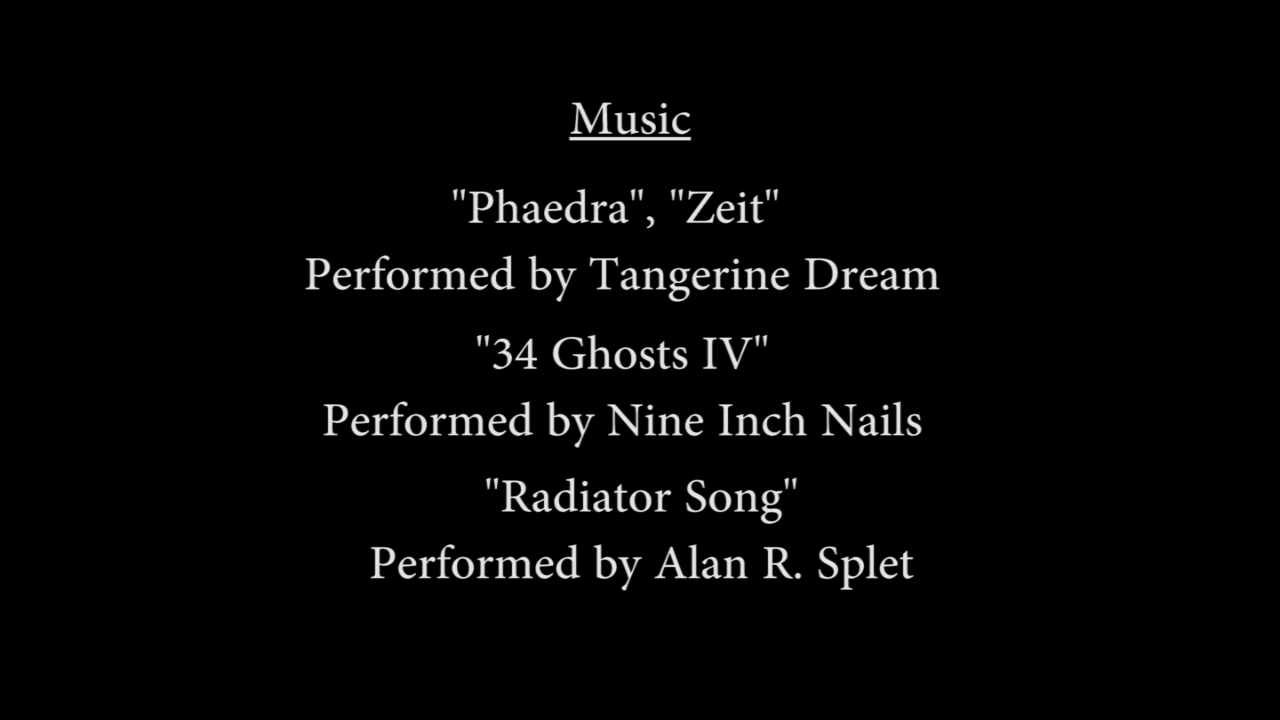 Music
"Phaedra", "Zeit"
Performed by Tangerine Dream
"34 Ghosts IV"
Performed by Nine Inch Nails
"Radiator Song"
Performed by Alan R. Splet